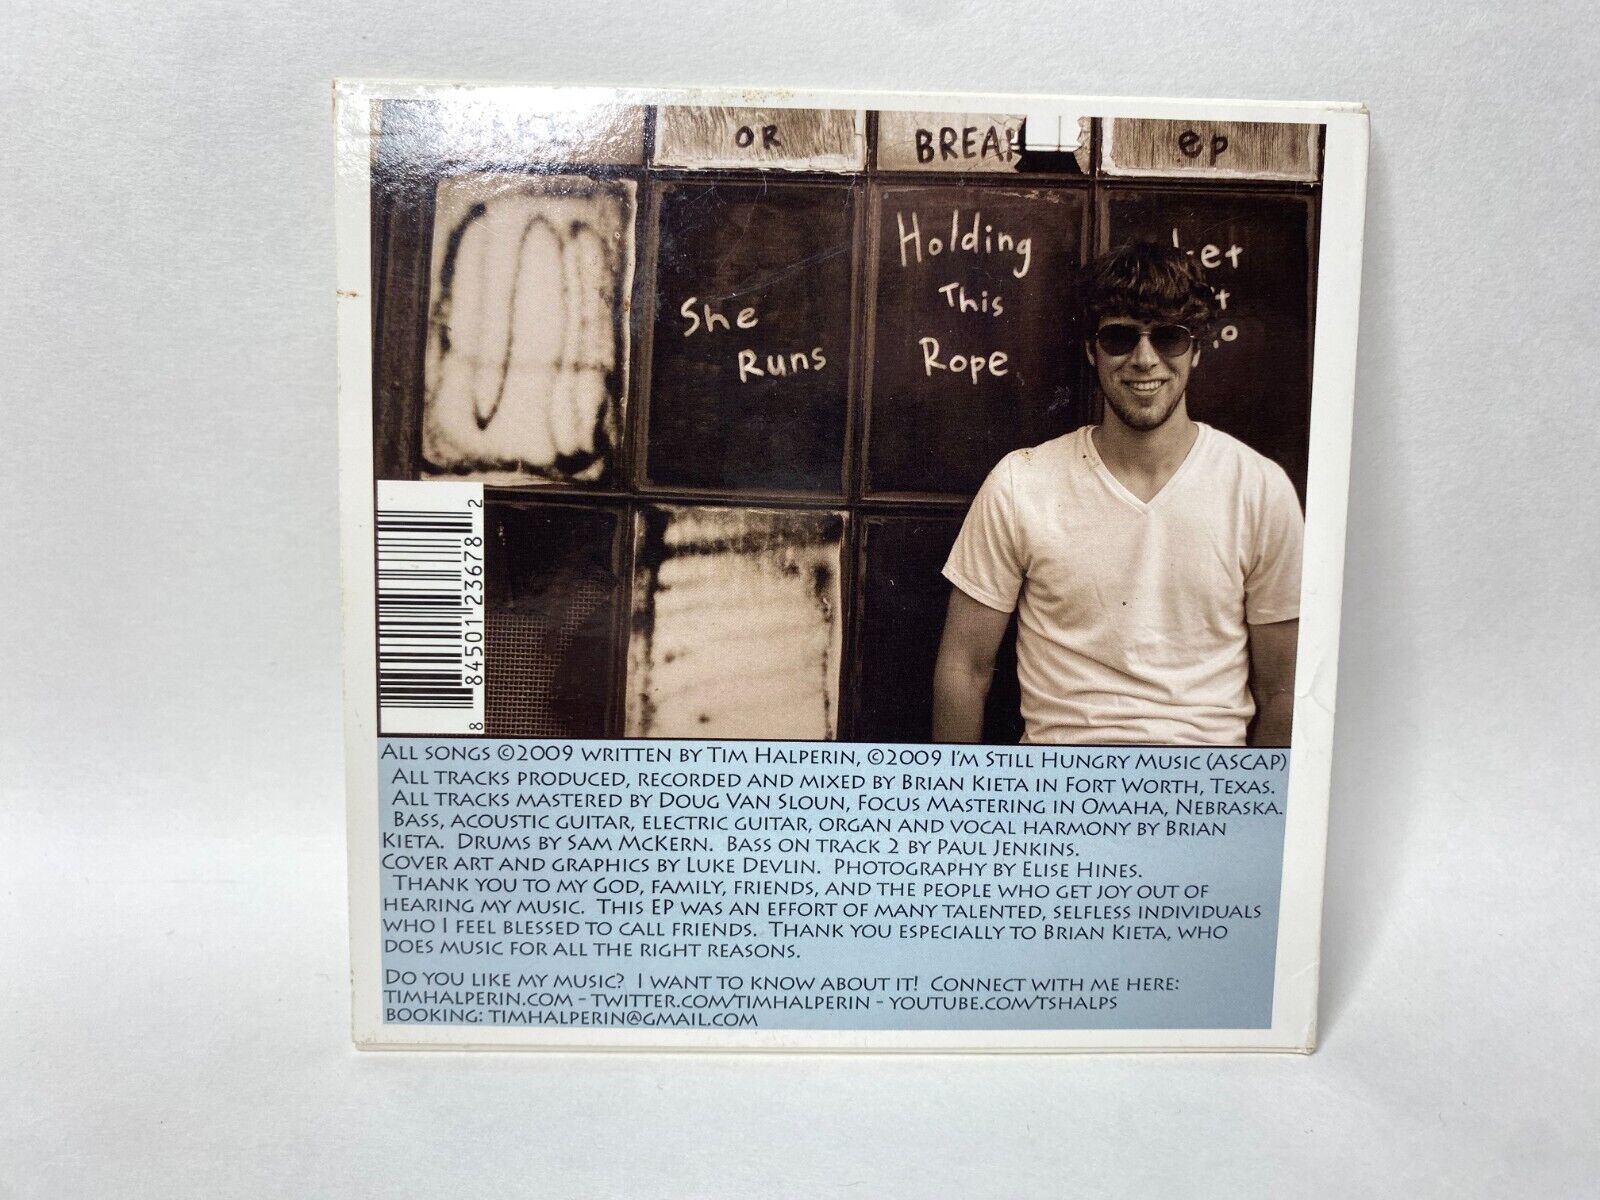 OR BREAK ep
She
Runs
Holding
This
Rope
8 84501 23678 2
ALL SONGS ©2009 WRITTEN BY TIM HALPERIN, ©2009 I'M STILL HUNGRY MUSIC (ASCAP)
ALL TRACKS PRODUCED, RECORDED AND MIXED BY BRIAN KIETA IN FORT WORTH, TEXAS.
ALL TRACKS MASTERED BY DOUG VAN SLOUN, FOCUS MASTERING IN OMAHA, NEBRASKA.
BASS, ACOUSTIC GUITAR, ELECTRIC GUITAR, ORGAN AND VOCAL HARMONY BY BRIAN
KIETA. DRUMS BY SAM MCKERN. BASS ON TRACK 2 BY PAUL JENKINS.
COVER ART AND GRAPHICS BY LUKE DEVLIN. PHOTOGRAPHY BY ELISE HINES.
THANK YOU TO MY GOD, FAMILY, FRIENDS, AND THE PEOPLE WHO GET JOY OUT OF
HEARING MY MUSIC. THIS EP WAS AN EFFORT OF MANY TALENTED, SELFLESS INDIVIDUALS
WHO I FEEL BLESSED TO CALL FRIENDS. THANK YOU ESPECIALLY TO BRIAN KIETA, WHO
DOES MUSIC FOR ALL THE RIGHT REASONS.
DO YOU LIKE MY MUSIC? I WANT TO KNOW ABOUT IT! CONNECT WITH ME HERE:
TIMHALPERIN.COM - TWITTER.COM/TIMHALPERIN - YOUTUBE.COM/TSHALPS
BOOKING: TIMHALPERIN@GMAIL.COM